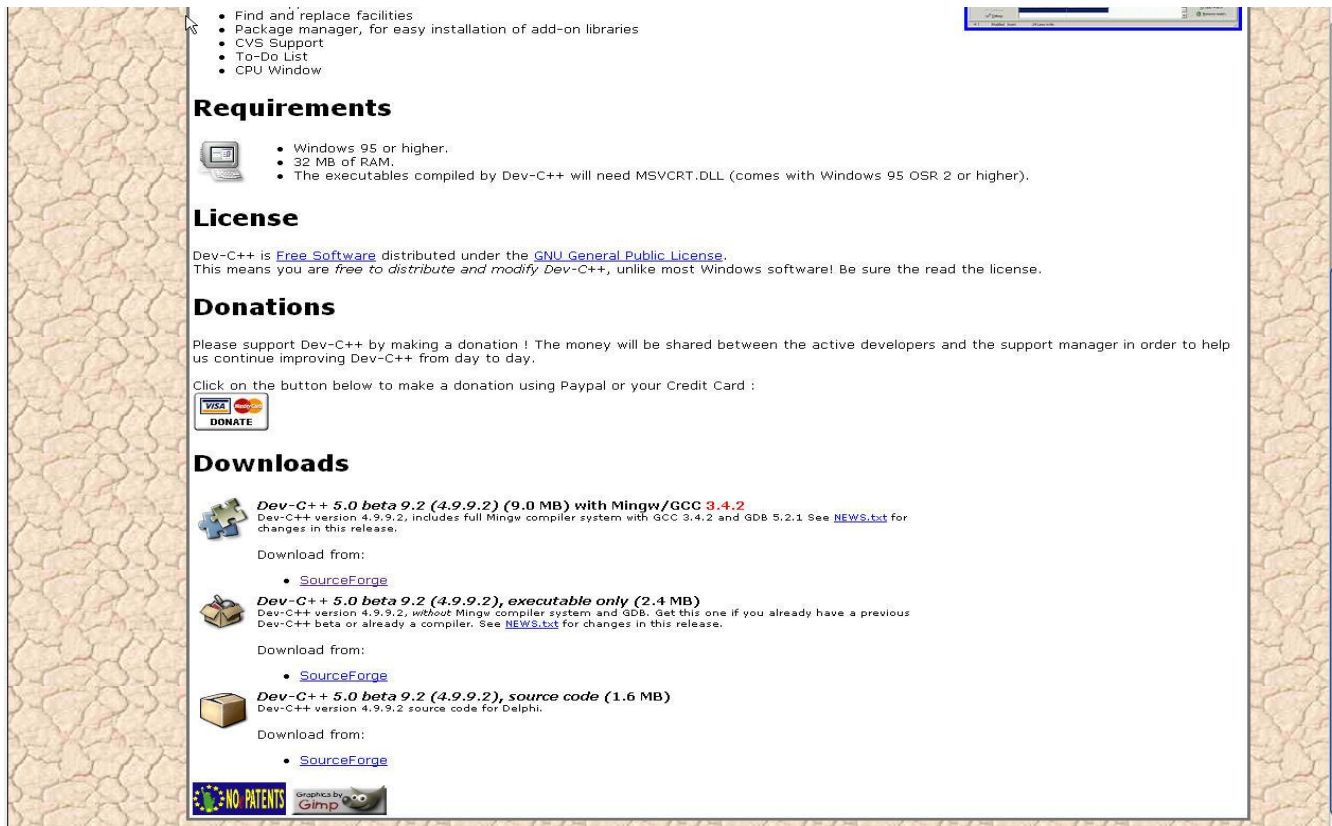 Find and replace facilities
Package manager, for easy installation of add-on libraries
CVS Support
To-Do List
CPU Window
Requirements
Windows 95 or higher.
32 MB of RAM.
The executables compiled by Dev-C++ will need MSVCRT.DLL (comes with Windows 95 OSR 2 or higher).
License
Dev-C++ is Free Software distributed under the GNU General Public License.
This means you are free to distribute and modify Dev-C++, unlike most Windows software! Be sure the read the license.
Donations
Please support Dev-C++ by making a donation ! The money will be shared between the active developers and the support manager in order to help
us continue improving Dev-C++ from day to day.
Click on the button below to make a donation using Paypal or your Credit Card :
VISA MasterCard
DONATE
Downloads
Dev-C++ 5.0 beta 9.2 (4.9.9.2) (9.0 MB) with Mingw/GCC 3.4.2
Dev-C++ version 4.9.9.2, includes full Mingw compiler system with GCC 3.4.2 and GDB 5.2.1 See NEWS.txt for
changes in this release.
Download from:
SourceForge
Dev-C++ 5.0 beta 9.2 (4.9.9.2), executable only (2.4 MB)
Dev-C++ version 4.9.9.2, without Mingw compiler system and GDB. Get this one if you already have a previous
Dev-C++ beta or already a compiler. See NEWS.txt for changes in this release.
Download from:
SourceForge
Dev-C++ 5.0 beta 9.2 (4.9.9.2), source code (1.6 MB)
Dev-C++ version 4.9.9.2 source code for Delphi.
Download from:
SourceForge
NO PATENTS
Graphics by
Gimp